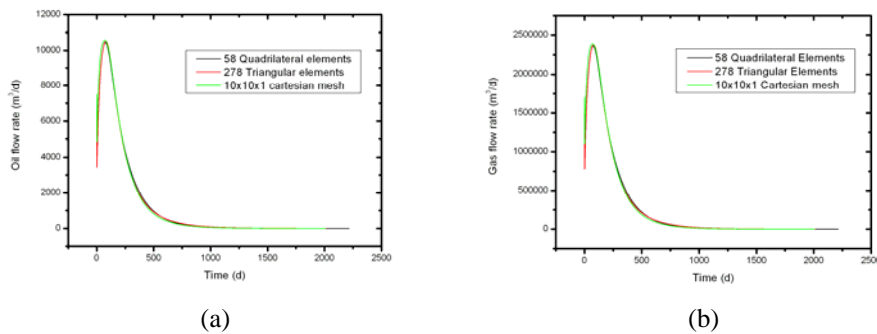 12000
10000
8000
6000
4000
2000
0
Oil flow rate (m³/d)
58 Quadrilateral elements
278 Triangular elements
10x10x1 cartesian mesh
0 500 1000 1500 2000 2500
Time (d)
(a)
2500000
2000000
1500000
1000000
500000
0
Gas flow rate (m³/d)
58 Quadrilateral Elements
278 Triangular Elements
10x10x1 Cartesian mesh
0 500 1000 1500 2000 2500
Time (d)
(b)